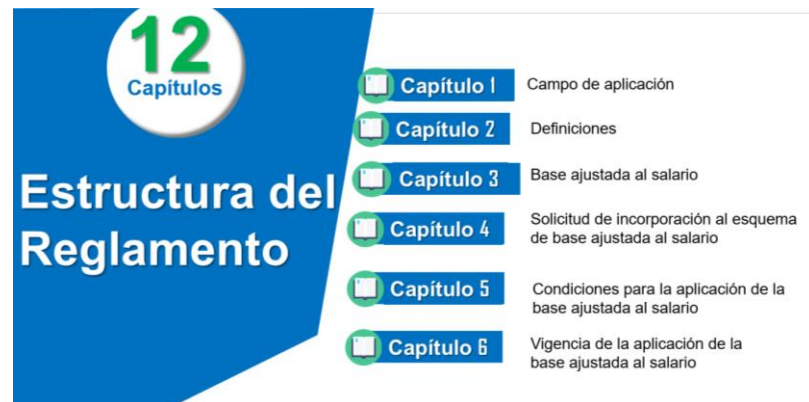 12
Capítulos
Estructura del
Reglamento
Capítulo 1
Campo de aplicación
Capítulo 2
Definiciones
Capítulo 3
Base ajustada al salario
Capítulo 4
Solicitud de incorporación al esquema
de base ajustada al salario
Capítulo 5
Condiciones para la aplicación de la
base ajustada al salario
Capítulo 6
Vigencia de la aplicación de la
base ajustada al salario